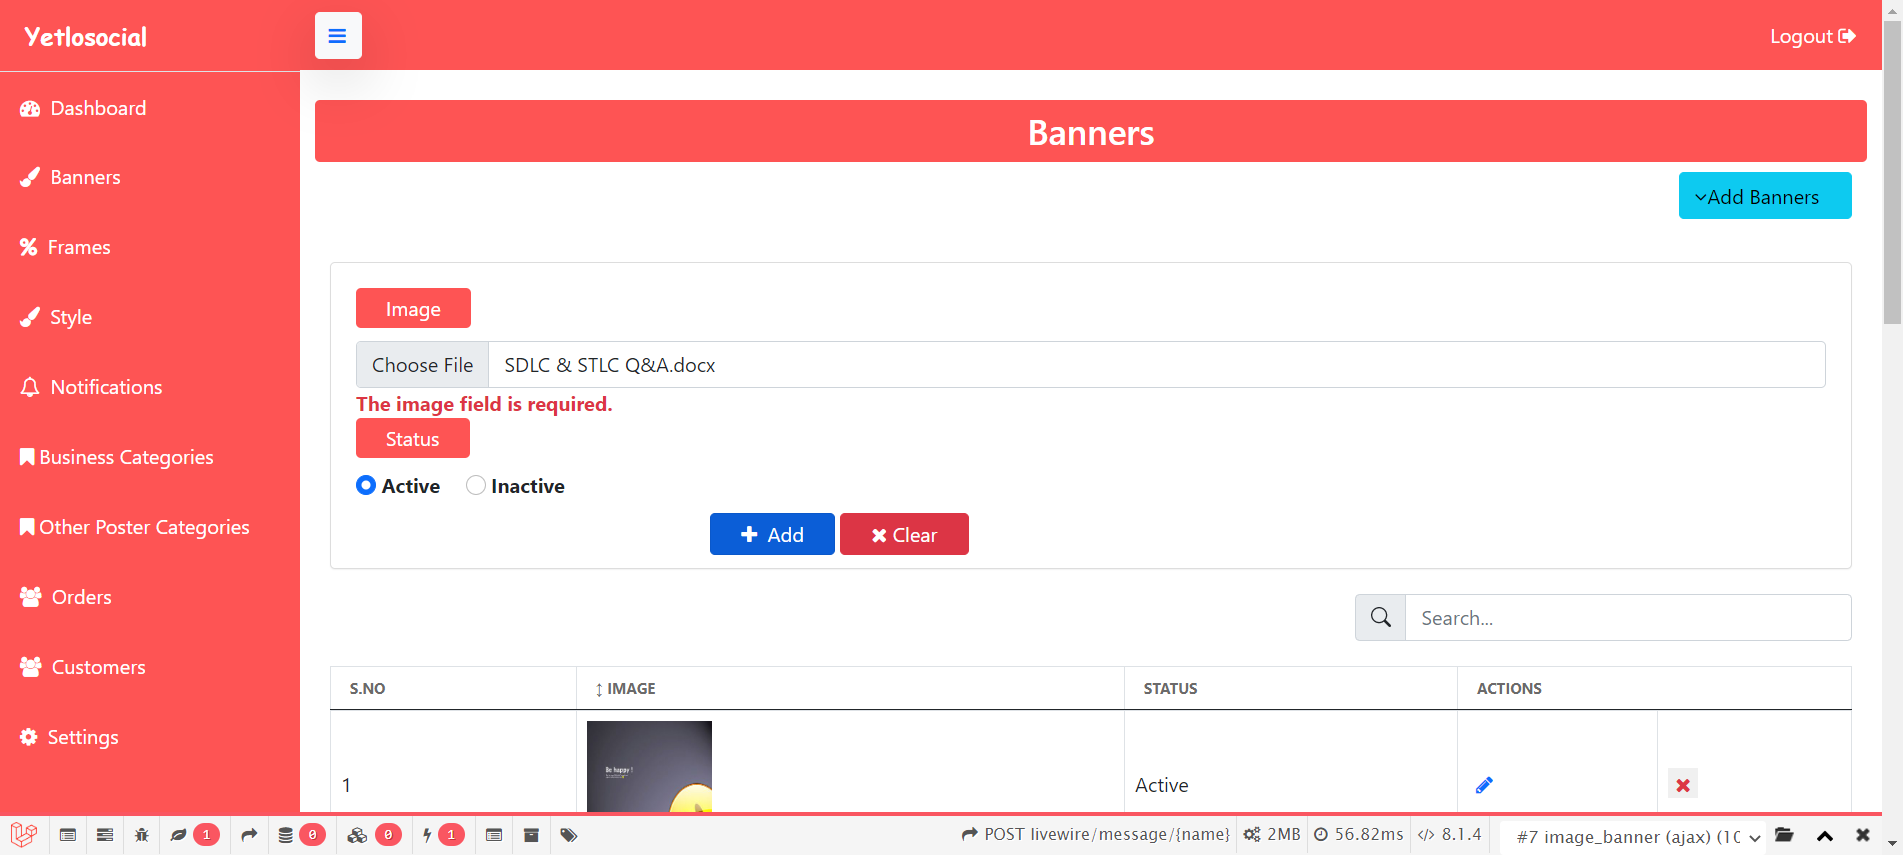 Yetlosocial
Logout
Dashboard
Banners
Frames
Style
Notifications
Business Categories
Other Poster Categories
Orders
Customers
Settings
Banners
Add Banners
Image
Choose File SDLC & STLC Q&A.docx
The image field is required.
Status
Active Inactive
Add Clear
Search...
S.NO IMAGE STATUS ACTIONS
Be happy !
1 Active
1 0 0 1 POST livewire/message/{name} 2MB 56.82ms 8.1.4 #7 image_banner (ajax) (10